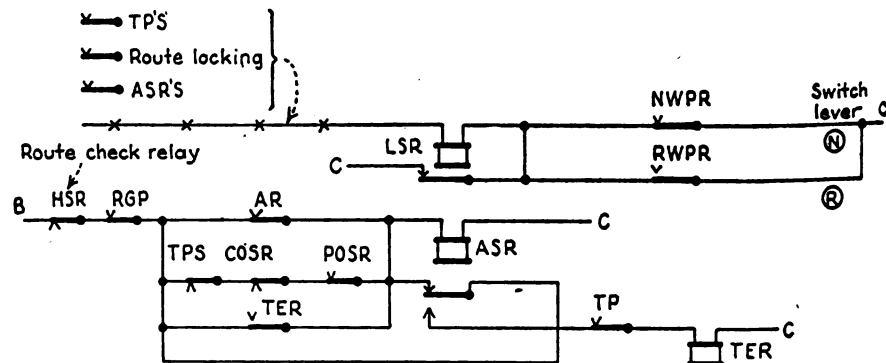 TP'S
Route locking
ASR'S
NWPR
Switch lever
C
LSR
N
Route check relay
C
RWPR
R
B
HSR
RGP
AR
C
ASR
TPS
COSR
POSR
TER
TP
C
TER